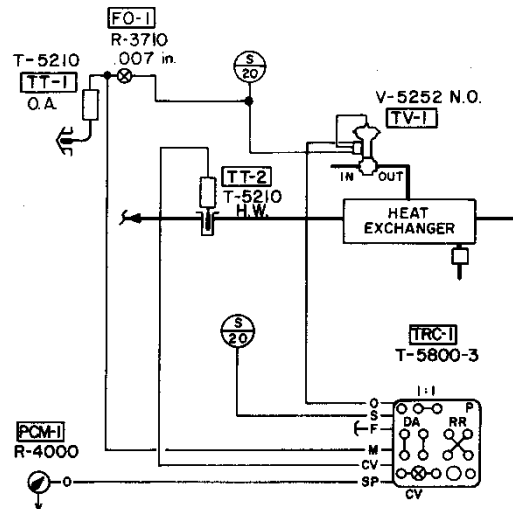 FO-1
R-3710
.007 in.
T-5210
TT-1
O.A.
S
20
V-5252 N.O.
TV-1
IN
OUT
TT-2
T-5210
H.W.
HEAT
EXCHANGER
S
20
TRC-1
T-5800-3
1:1
O
P
S
F
DA
RR
PCM-1
R-4000
M
CV
O
SP
CV